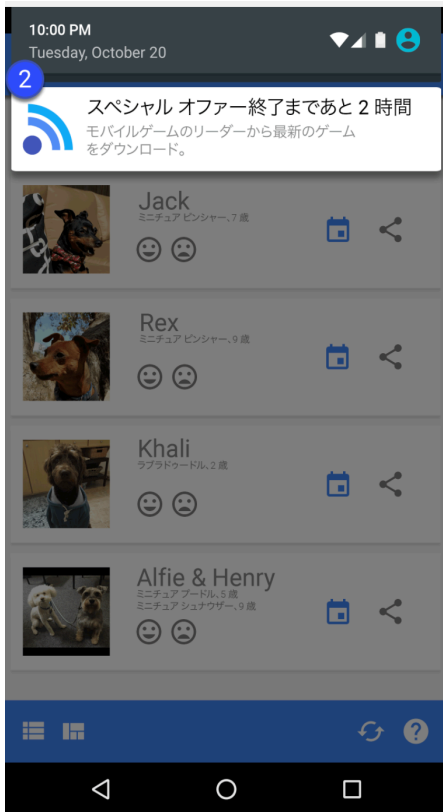 10:00 PM
Tuesday, October 20
2
スペシャル オファー終了まであと 2 時間
モバイルゲームのリーダーから最新のゲーム
をダウンロード。
Jack
ミニチュア ピンシャー、7 歳
Rex
ミニチュア ピンシャー、9 歳
Khali
ラブラドゥードル、2 歳
Alfie & Henry
ミニチュア プードル、5 歳
ミニチュア シュナウザー、9 歳
?